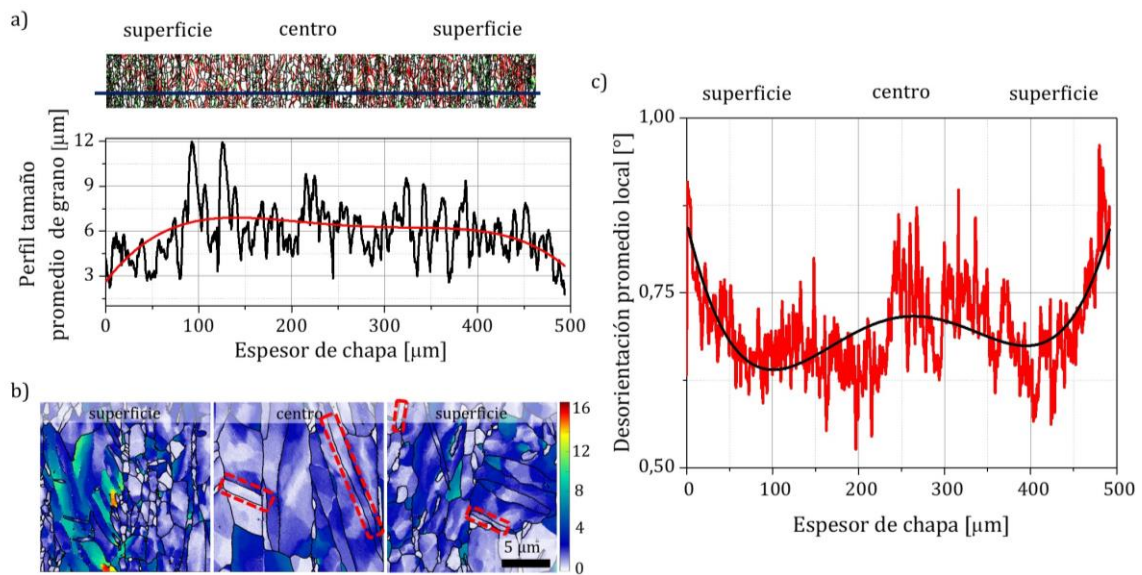 a)
superficie centro superficie
Perfil tamaño
promedio de grano [µm]
12
9
6
3
0 100 200 300 400 500
Espesor de chapa [µm]
b)
superficie centro superficie
16
12
8
4
0
5 µm
c)
superficie centro superficie
Desorientación promedio local [°]
1,00
0,75
0,50
0 100 200 300 400 500
Espesor de chapa [µm]